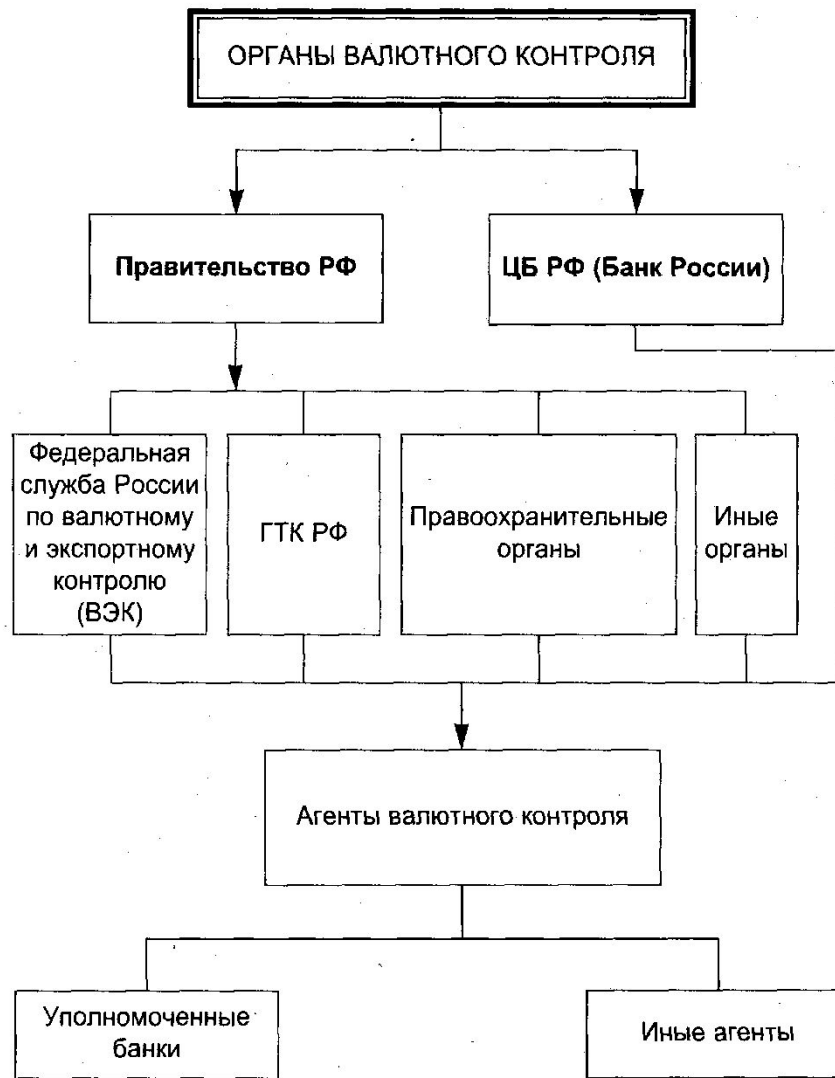 ОРГАНЫ ВАЛЮТНОГО КОНТРОЛЯ
Правительство РФ
ЦБ РФ (Банк России)
Федеральная
служба России
по валютному
и экспортному
контролю
(ВЭК)
ГТК РФ
Правоохранительные
органы
Иные
органы
Агенты валютного контроля
Уполномоченные
банки
Иные агенты